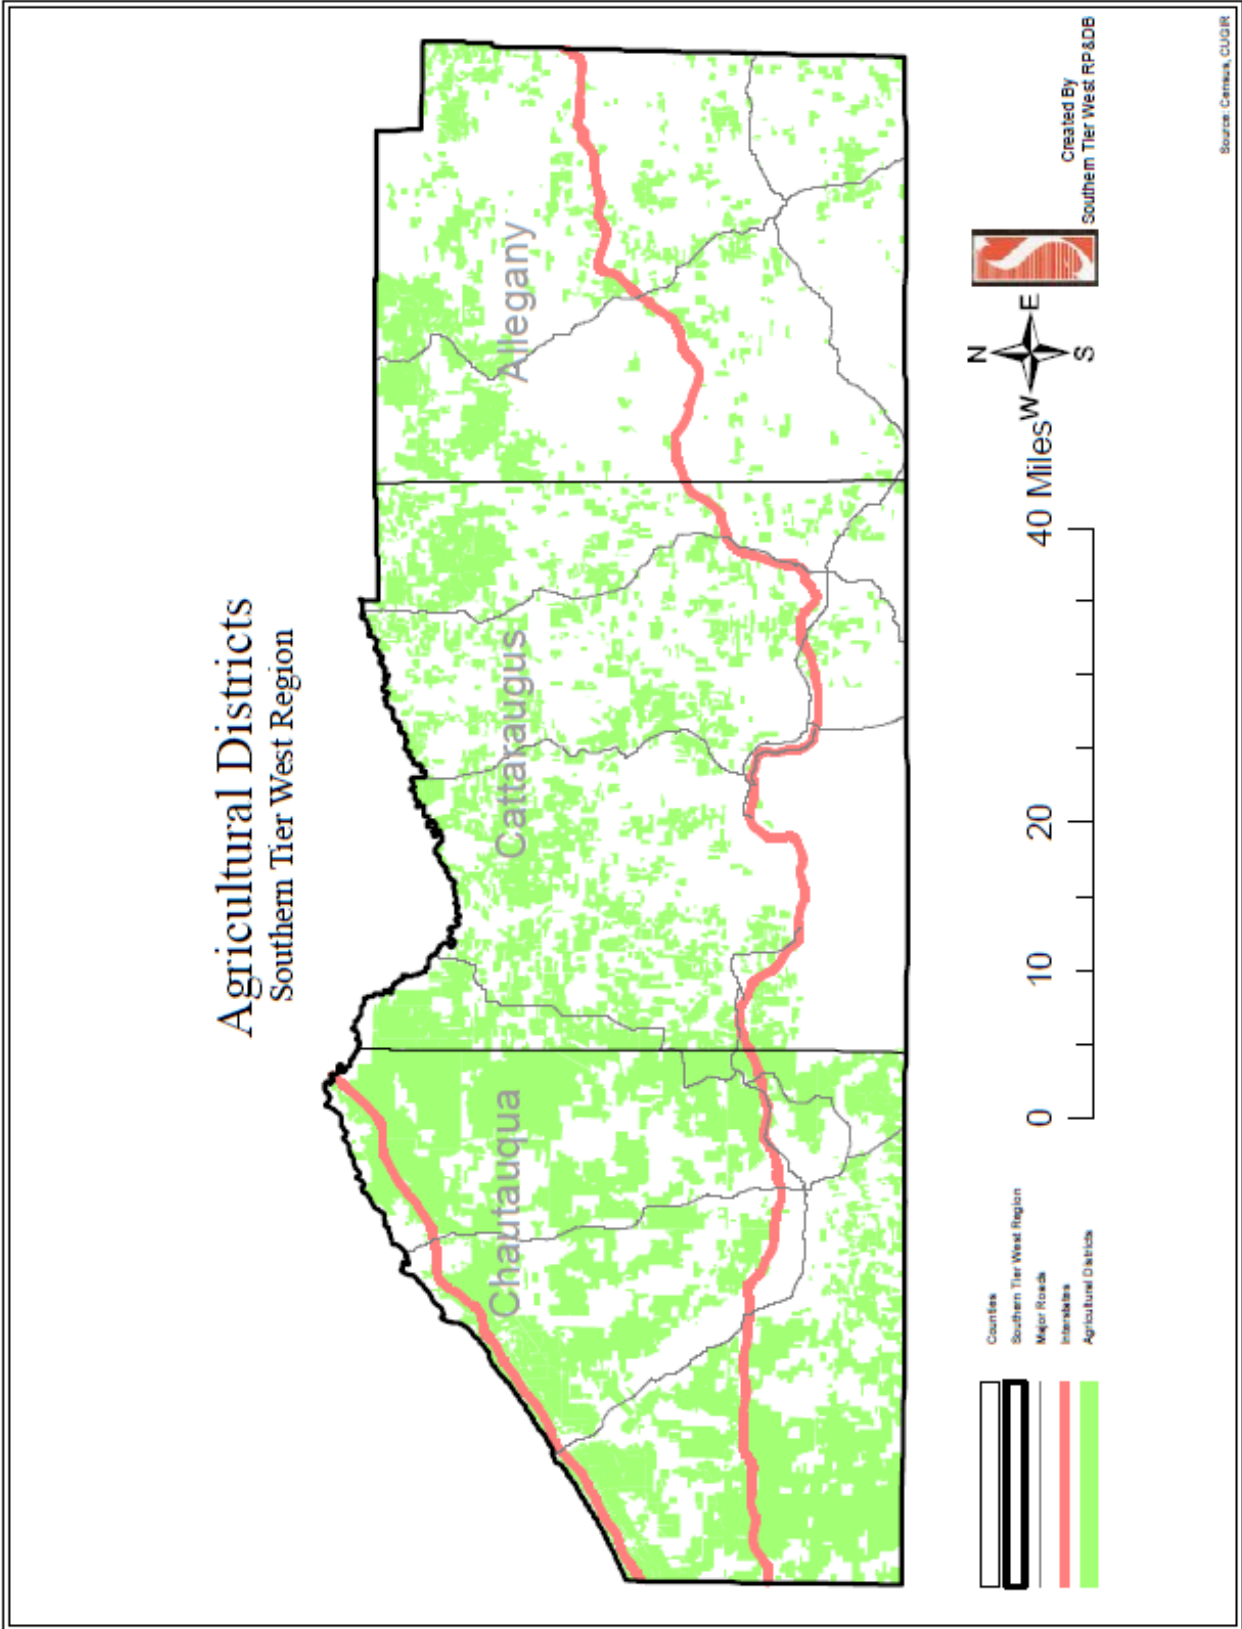 Agricultural Districts
Southern Tier West Region
Chautauqua
Cattaraugus
Allegany
Counties
Southern Tier West Region
Major Roads
Interstates
Agricultural Districts
0
10
20
40 Miles
N
W
E
S
Created By
Southern Tier West RP&DB
Source: Census, CUGIR